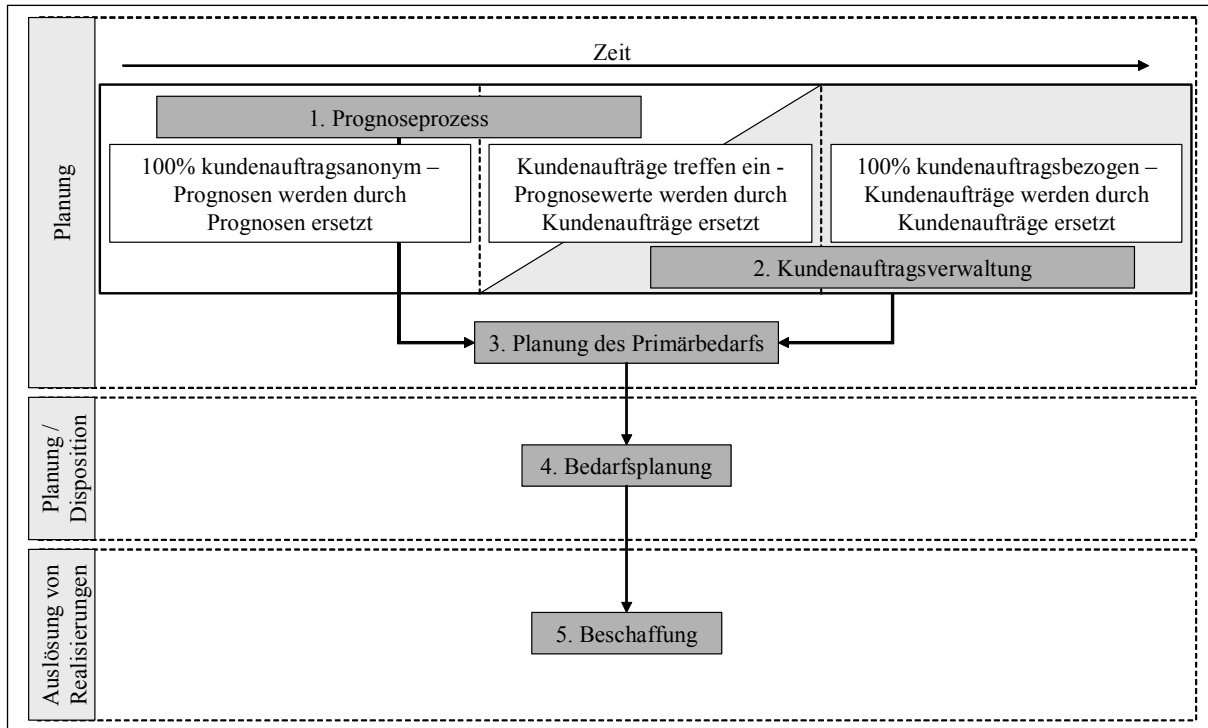 Zeit
Planung
1. Prognoseprozess
100% kundenauftragsanonym –
Prognosen werden durch
Prognosen ersetzt
Kundenaufträge treffen ein -
Prognosewerte werden durch
Kundenaufträge ersetzt
100% kundenauftragsbezogen –
Kundenaufträge werden durch
Kundenaufträge ersetzt
2. Kundenauftragsverwaltung
3. Planung des Primärbedarfs
Planung /
Disposition
4. Bedarfsplanung
Auslösung von
Realisierungen
5. Beschaffung